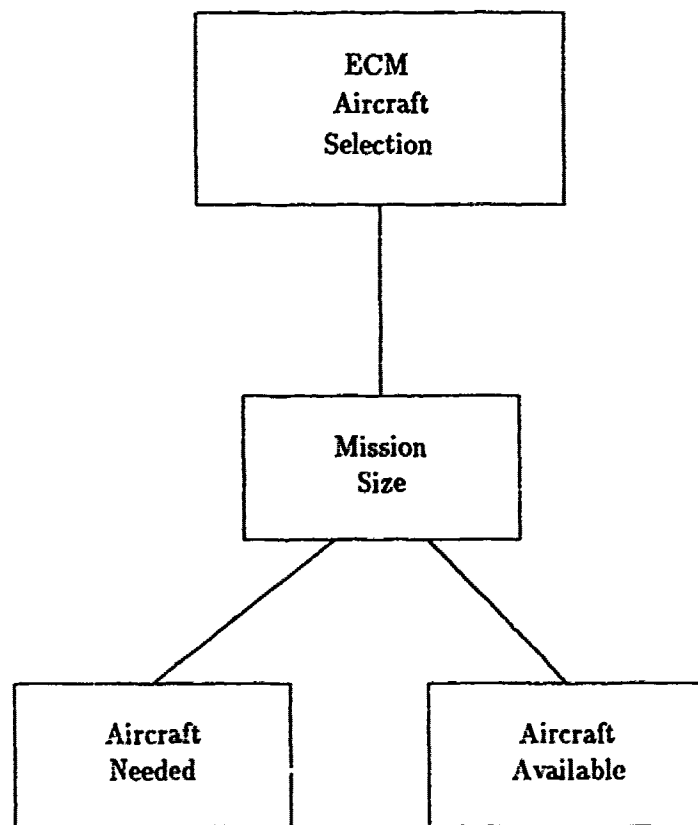 ECM
Aircraft
Selection
Mission
Size
Aircraft
Needed
Aircraft
Available